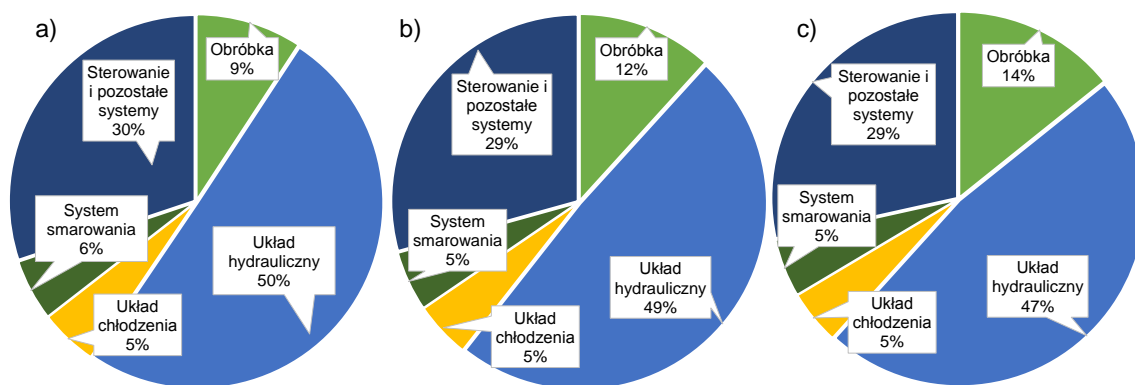 a)
Obróbka
9%
Sterowanie
i pozostałe
systemy
30%
System
smarowania
6%
Układ
hydrauliczny
50%
Układ
chłodzenia
5%
b)
Obróbka
12%
Sterowanie i
pozostałe
systemy
29%
System
smarowania
5%
Układ
hydrauliczny
49%
Układ
chłodzenia
5%
c)
Obróbka
14%
Sterowanie i
pozostałe
systemy
29%
System
smarowania
5%
Układ
hydrauliczny
47%
Układ
chłodzenia
5%